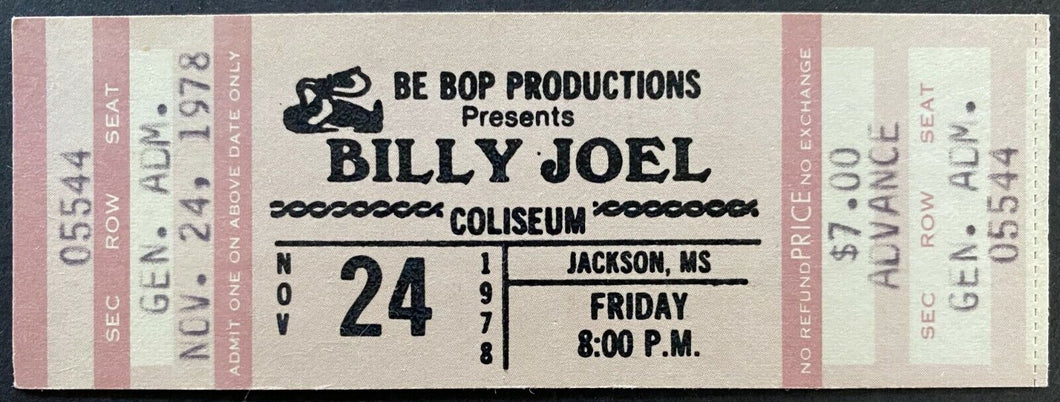 05544
SEC ROW SEAT
GEN. ADM.
NOV. 24, 1978
ADMIT ONE ON ABOVE DATE ONLY
BE BOP PRODUCTIONS
Presents
BILLY JOEL
COLISEUM
NOV
24
1978
JACKSON, MS
FRIDAY
8:00 P.M.
NO REFUND PRICE NO EXCHANGE
$7.00
ADVANCE
SEC ROW SEAT
GEN. ADM.
05544